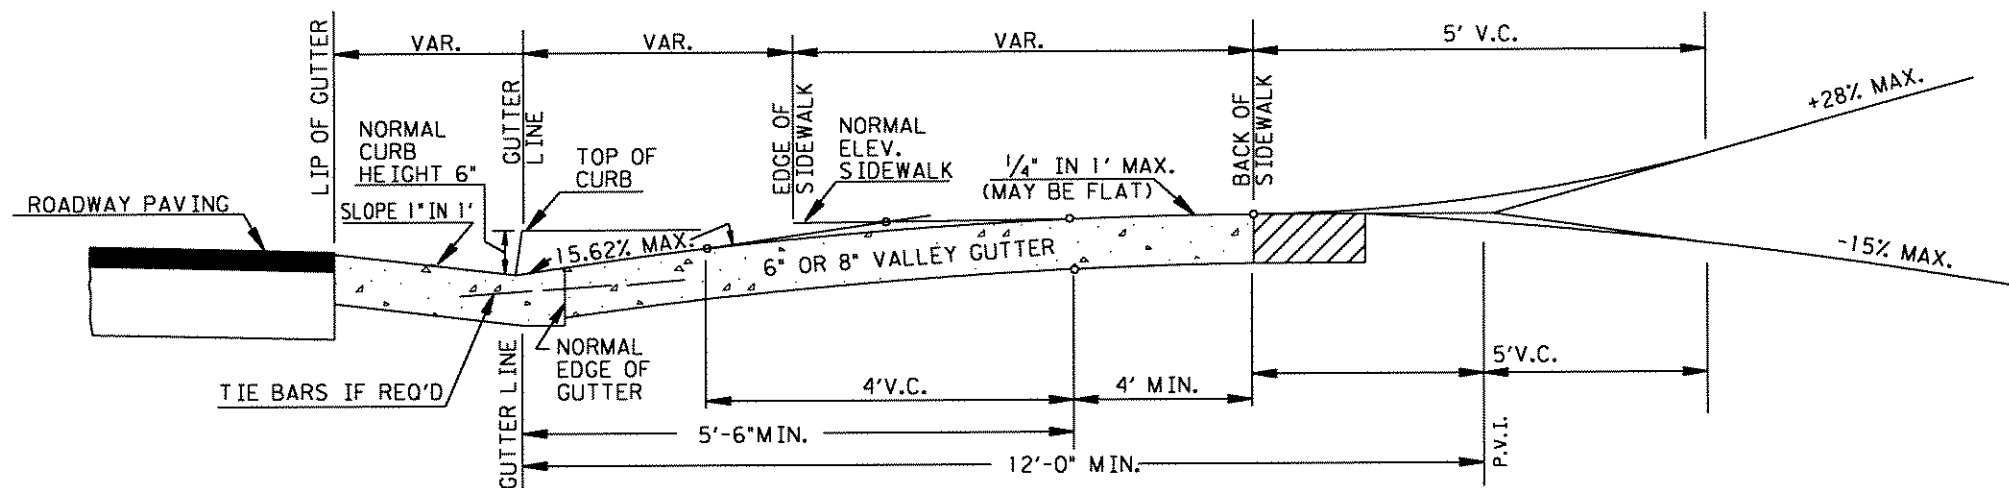 VAR.
VAR.
VAR.
5' V.C.
LIP OF GUTTER
GUTTER
LINE
EDGE OF
SIDEWALK
BACK OF
SIDEWALK
+28% MAX.
NORMAL
CURB
HEIGHT 6"
TOP OF
CURB
NORMAL
ELEV.
SIDEWALK
1/4" IN 1' MAX.
(MAY BE FLAT)
ROADWAY PAVING
SLOPE 1" IN 1'
15.62% MAX.
6" OR 8" VALLEY GUTTER
-15% MAX.
TIE BARS IF REQ'D
GUTTER LINE
NORMAL
EDGE OF
GUTTER
4'V.C.
4' MIN.
5'V.C.
5'-6"MIN.
12'-0" MIN.
P.V.I.